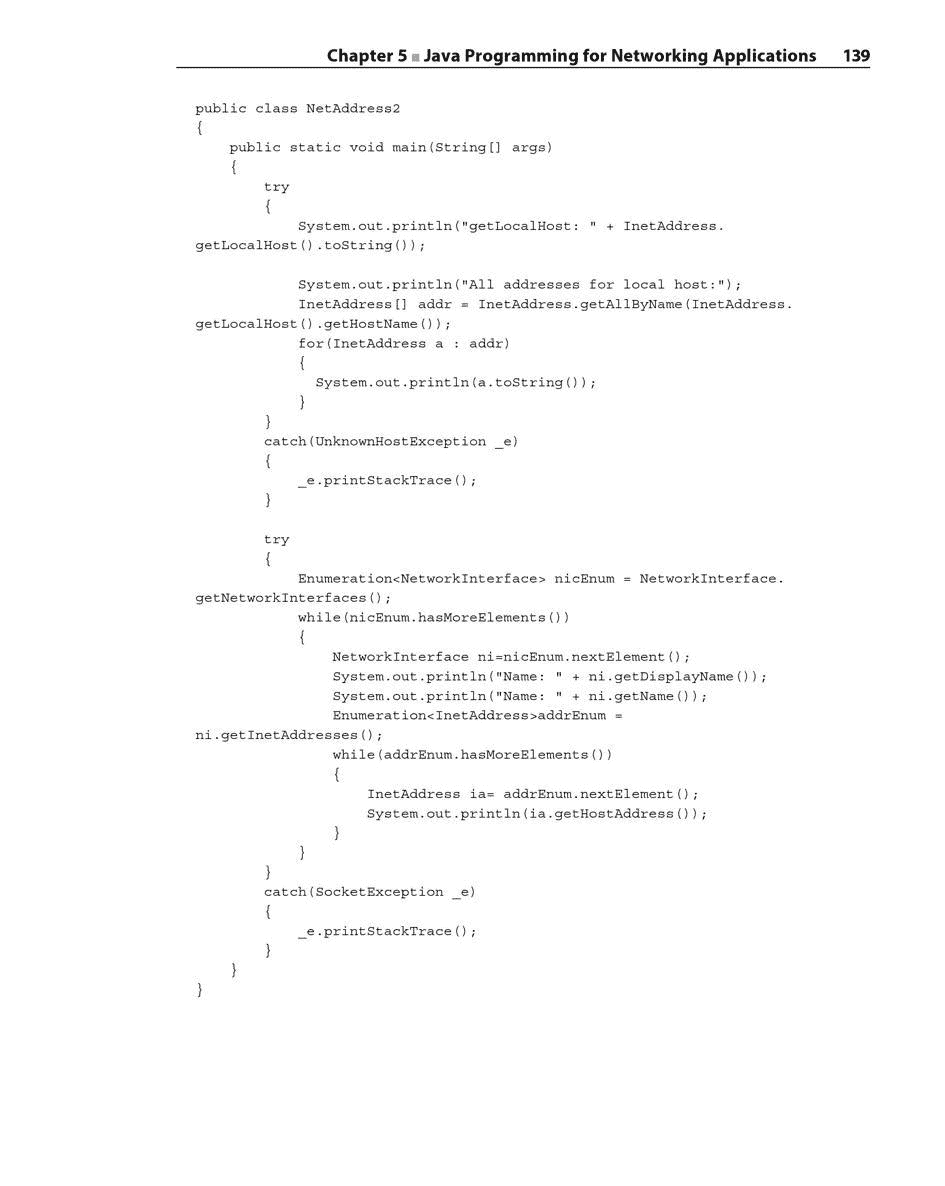 Chapter 5 ■ Java Programming for Networking Applications 139
public class NetAddress2
{
    public static void main(String[] args)
    {
        try
        {
            System.out.println("getLocalHost: " + InetAddress.
getLocalHost().toString());
            System.out.println("All addresses for local host:");
            InetAddress[] addr = InetAddress.getAllByName(InetAddress.
getLocalHost().getHostName());
            for(InetAddress a : addr)
            {
              System.out.println(a.toString());
            }
        }
        catch(UnknownHostException _e)
        {
            _e.printStackTrace();
        }
        try
        {
            Enumeration<NetworkInterface> nicEnum = NetworkInterface.
getNetworkInterfaces();
            while(nicEnum.hasMoreElements())
            {
                NetworkInterface ni=nicEnum.nextElement();
                System.out.println("Name: " + ni.getDisplayName());
                System.out.println("Name: " + ni.getName());
                Enumeration<InetAddress>addrEnum =
ni.getInetAddresses();
                while(addrEnum.hasMoreElements())
                {
                    InetAddress ia= addrEnum.nextElement();
                    System.out.println(ia.getHostAddress());
                }
            }
        }
        catch(SocketException _e)
        {
            _e.printStackTrace();
        }
    }
}